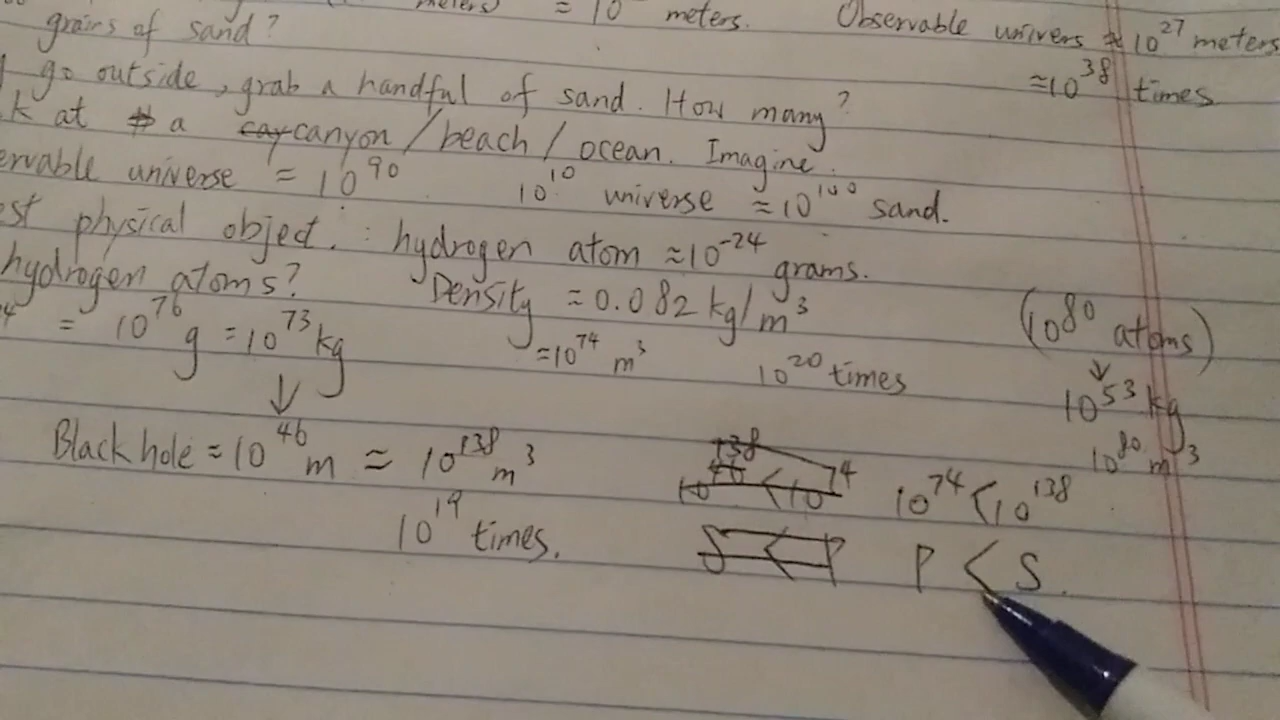 meters) ≈ 10 meters. Observable univers ≈ 10^27 meters
grains of sand? ≈10^38 times
go outside, grab a handful of sand. How many?
k at a canyon/beach/ocean. Imagine.
ervable universe = 10^90. 10^10 universe ≈10^100 sand.
est physical object. : hydrogen atom ≈10^-24 grams.
hydrogen atoms? Density ≈0.082 kg/m^3 (10^80 atoms)
= 10^76 g =10^73 kg =10^74 m^3 10^20 times ↓
↓ 10^53 kg
Black hole ≈ 10^46 m ≈ 10^138 m^3 10^80 m^3
10^74 < 10^138
10^19 times. P < S.